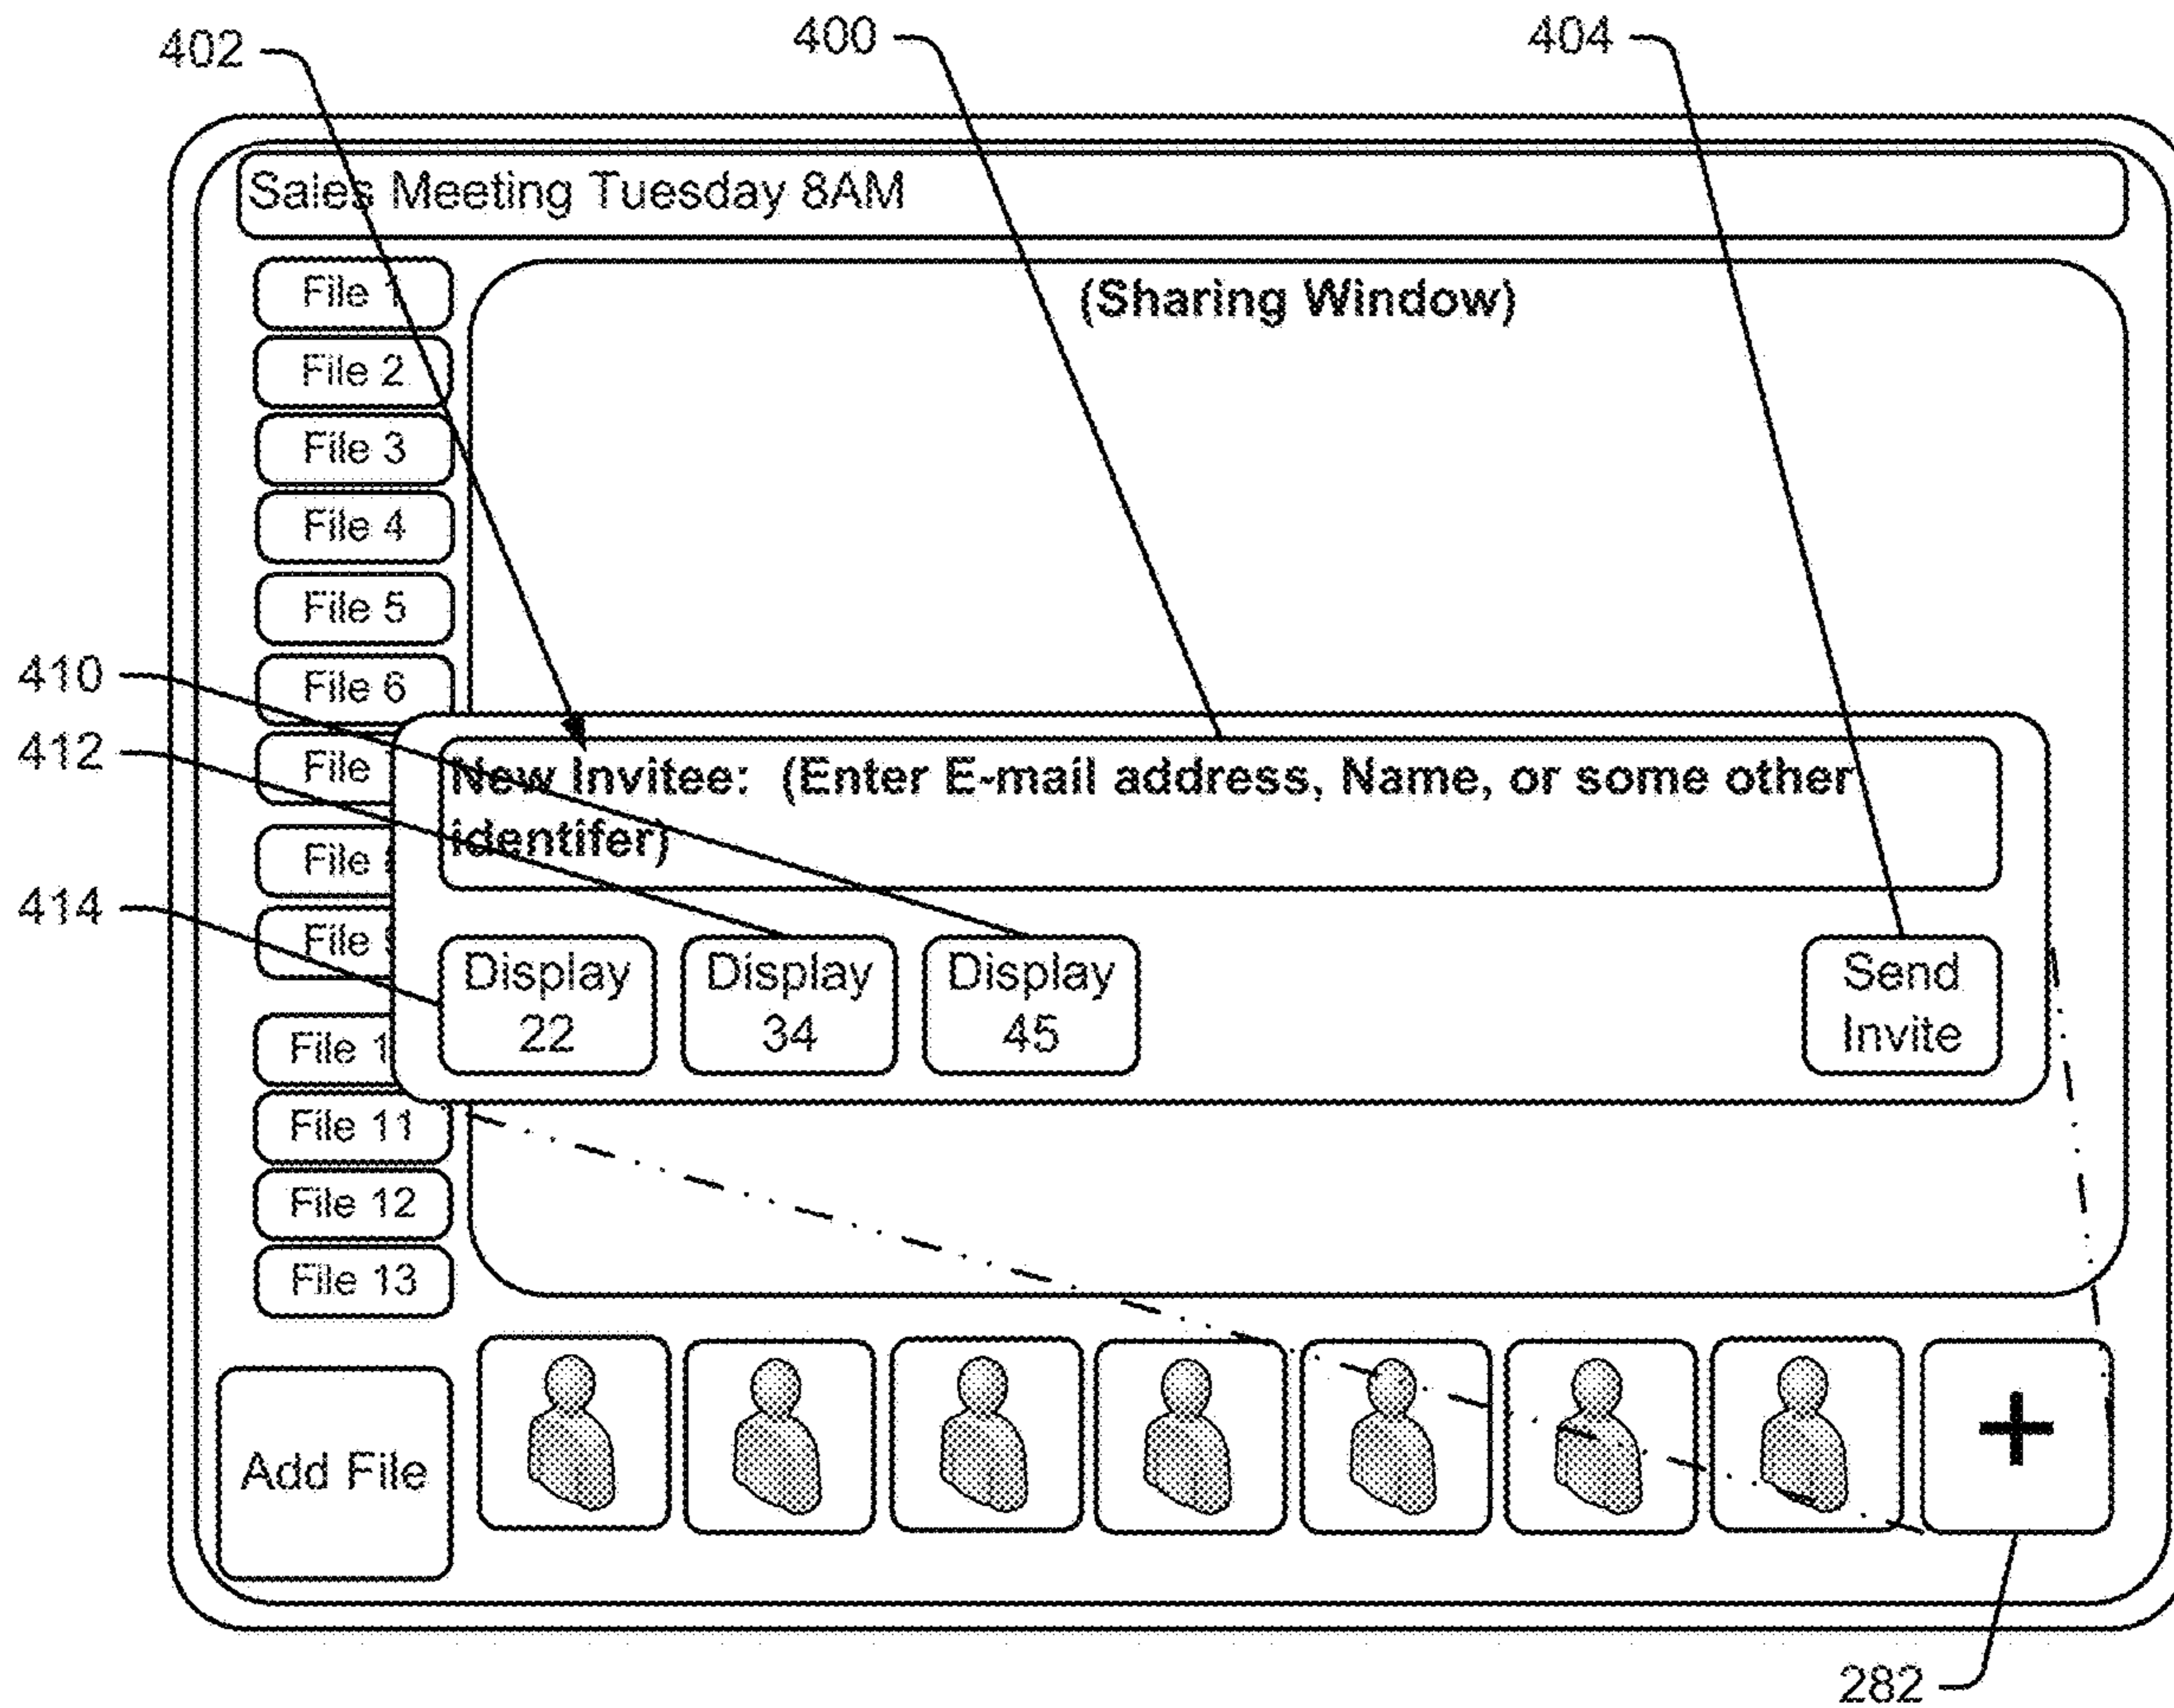 402
400
404
Sales Meeting Tuesday 8AM
File 1
(Sharing Window)
File 2
File 3
File 4
File 5
410
File 6
412
File
New Invitee: (Enter E-mail address, Name, or some other
identifer)
File
414
File
Display
22
Display
34
Display
45
Send
Invite
File 1
File 11
File 12
File 13
Add File
+
282